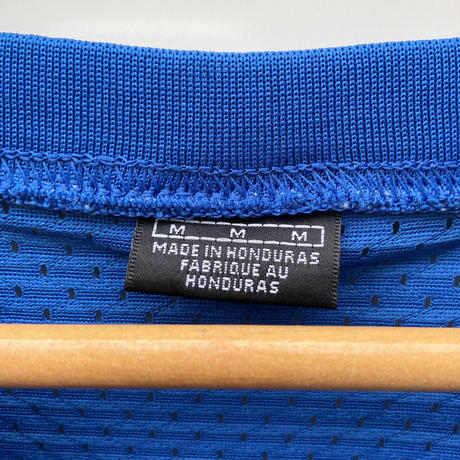 M M M
MADE IN HONDURAS
FABRIQUE AU
HONDURAS